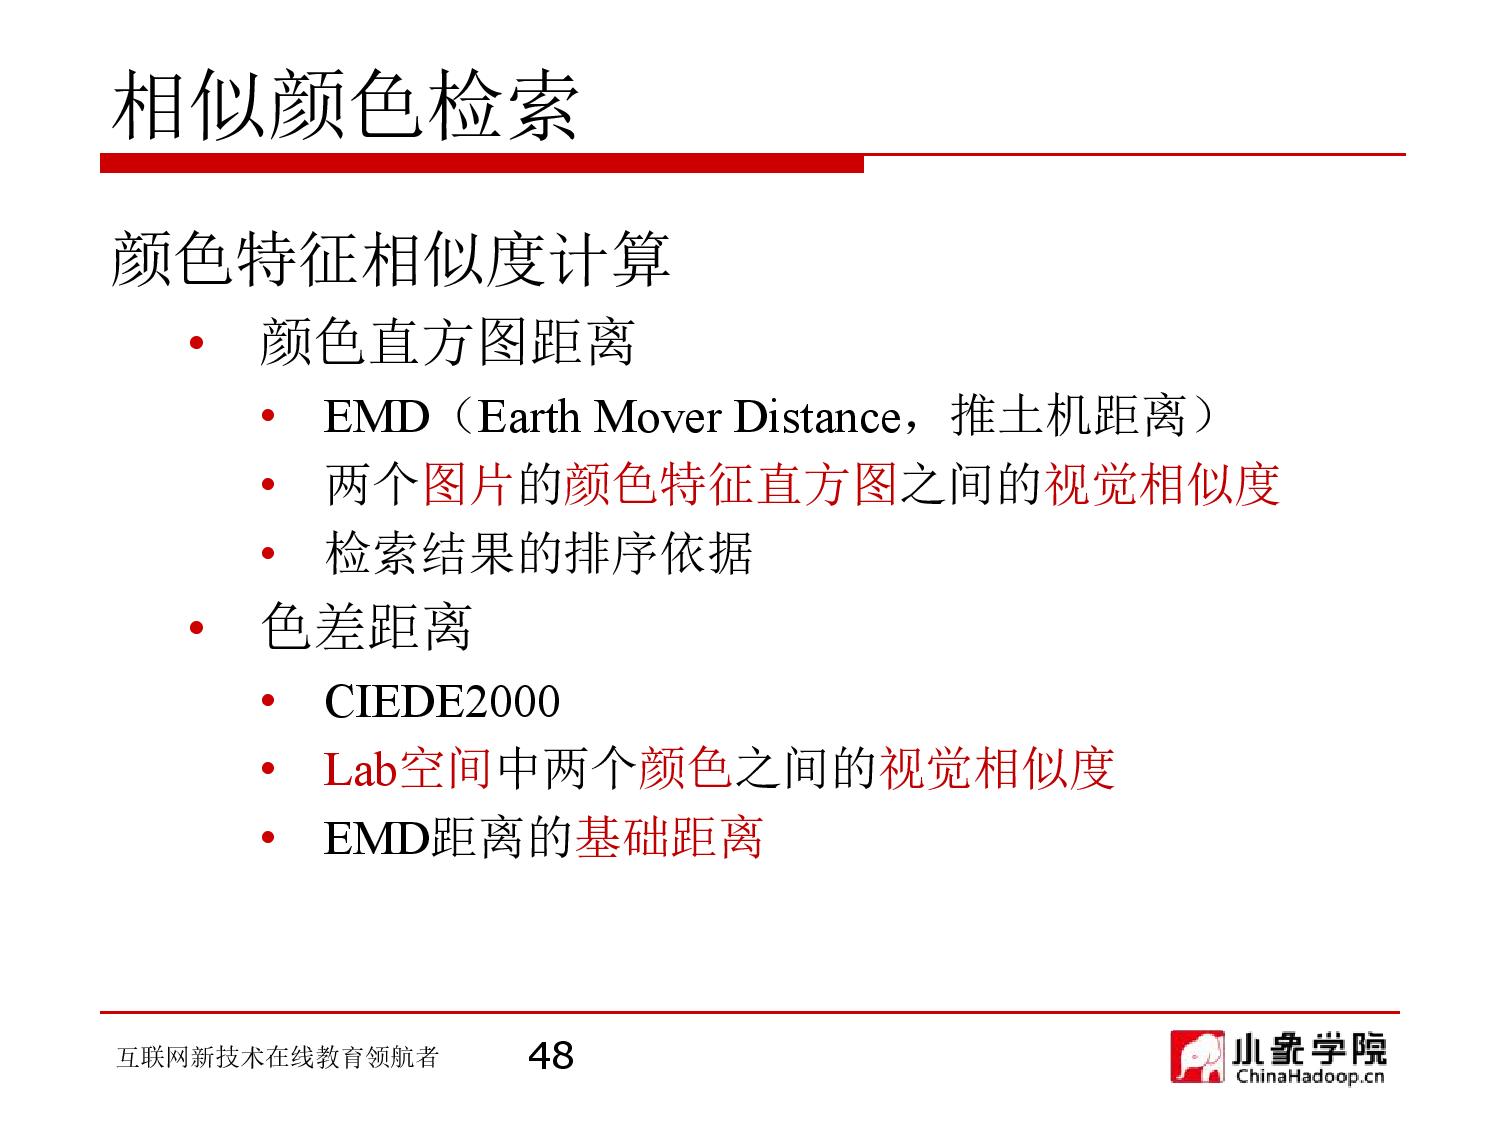 相似颜色检索
颜色特征相似度计算
• 颜色直方图距离
• EMD（Earth Mover Distance，推土机距离）
• 两个图片的颜色特征直方图之间的视觉相似度
• 检索结果的排序依据
• 色差距离
• CIEDE2000
• Lab空间中两个颜色之间的视觉相似度
• EMD距离的基础距离
互联网新技术在线教育领航者
48
小象学院
ChinaHadoop.cn